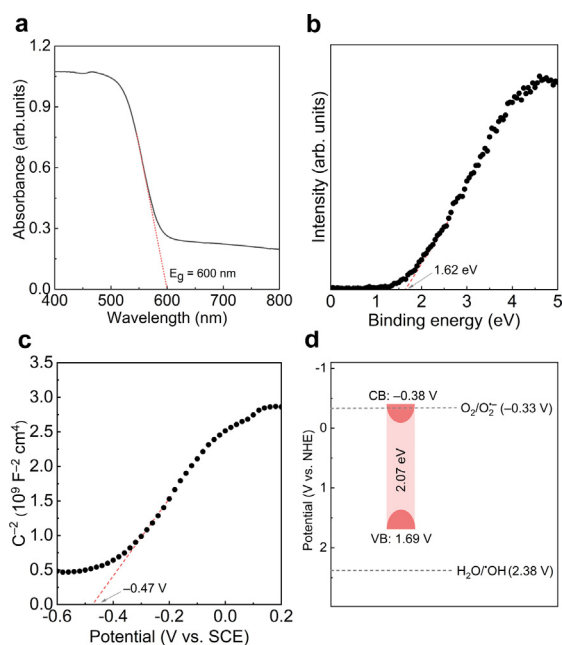 a
1.2
0.9
0.6
0.3
0.0
400 500 600 700 800
Absorbance (arb.units)
Wavelength (nm)
E_g = 600 nm
b
Intensity (arb. units)
0 1 2 3 4 5
Binding energy (eV)
1.62 eV
c
3.5
3.0
2.5
2.0
1.5
1.0
0.5
0.0
−0.6 −0.4 −0.2 0.0 0.2
C⁻² (10⁹ F⁻² cm⁴)
Potential (V vs. SCE)
−0.47 V
d
-1
0
1
2
Potential (V vs. NHE)
CB: −0.38 V
O₂/O₂•− (−0.33 V)
2.07 eV
VB: 1.69 V
H₂O/•OH (2.38 V)